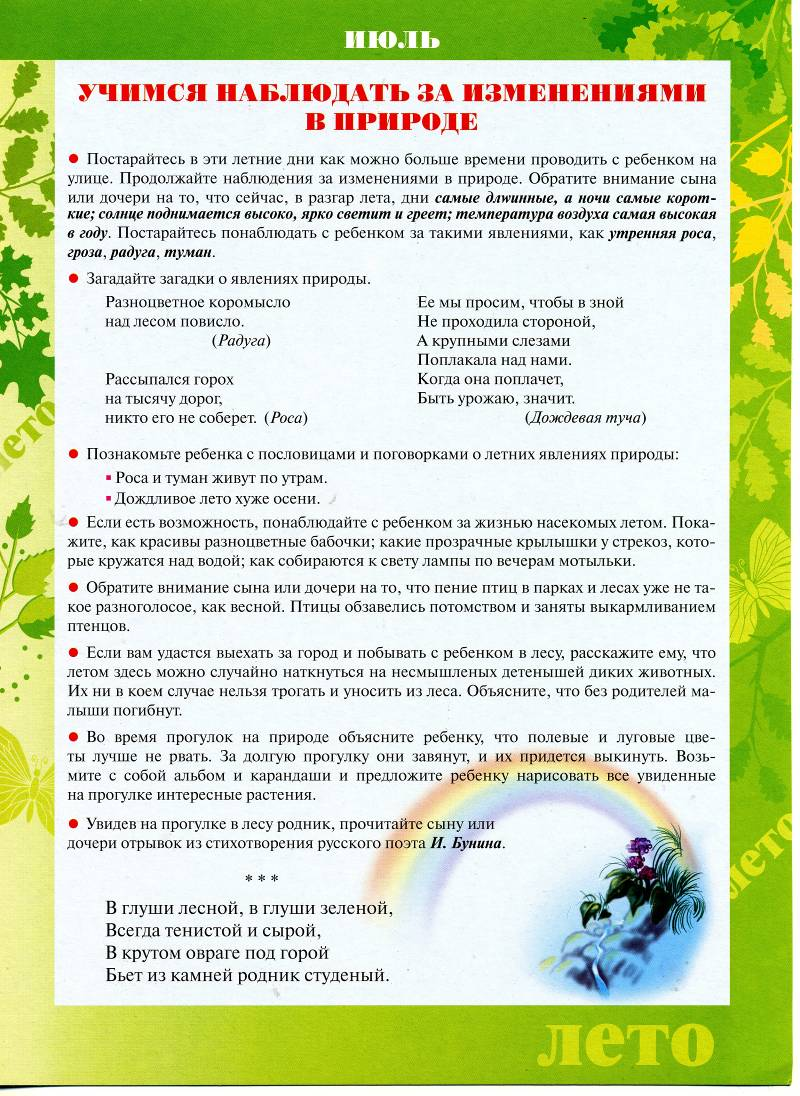 ИЮЛЬ
УЧИМСЯ НАБЛЮДАТЬ ЗА ИЗМЕНЕНИЯМИ
В ПРИРОДЕ
• Постарайтесь в эти летние дни как можно больше времени проводить с ребенком на
улице. Продолжайте наблюдения за изменениями в природе. Обратите внимание сына
или дочери на то, что сейчас, в разгар лета, дни самые длжинные, а ночи самые корот-
кие; солнце поднимается высоко, ярко светит и греет; температура воздуха самая высокая
в году. Постарайтесь понаблюдать с ребенком за такими явлениями, как утренняя роса,
гроза, радуга, туман.
• Загадайте загадки о явлениях природы.
Разноцветное коромысло
над лесом повисло.
(Радуга)
Рассыпался горох
на тысячу дорог,
никто его не соберет. (Роса)
Ее мы просим, чтобы в зной
Не проходила стороной,
А крупными слезами
Поплакала над нами.
Когда она поплачет,
Быть урожаю, значит.
(Дождевая туча)
• Познакомьте ребенка с пословицами и поговорками о летних явлениях природы:
▪ Роса и туман живут по утрам.
▪ Дождливое лето хуже осени.
• Если есть возможность, понаблюдайте с ребенком за жизнью насекомых летом. Пока-
жите, как красивы разноцветные бабочки; какие прозрачные крылышки у стрекоз, кото-
рые кружатся над водой; как собираются к свету лампы по вечерам мотыльки.
• Обратите внимание сына или дочери на то, что пение птиц в парках и лесах уже не та-
кое разноголосое, как весной. Птицы обзавелись потомством и заняты выкармливанием
птенцов.
• Если вам удастся выехать за город и побывать с ребенком в лесу, расскажите ему, что
летом здесь можно случайно наткнуться на несмышленых детенышей диких животных.
Их ни в коем случае нельзя трогать и уносить из леса. Объясните, что без родителей ма-
лыши погибнут.
• Во время прогулок на природе объясните ребенку, что полевые и луговые цве-
ты лучше не рвать. За долгую прогулку они завянут, и их придется выкинуть. Возь-
мите с собой альбом и карандаши и предложите ребенку нарисовать все увиденные
на прогулке интересные растения.
• Увидев на прогулке в лесу родник, прочитайте сыну или
дочери отрывок из стихотворения русского поэта И. Бунина.
* * *
В глуши лесной, в глуши зеленой,
Всегда тенистой и сырой,
В крутом овраге под горой
Бьет из камней родник студеный.
лето
лето
лето